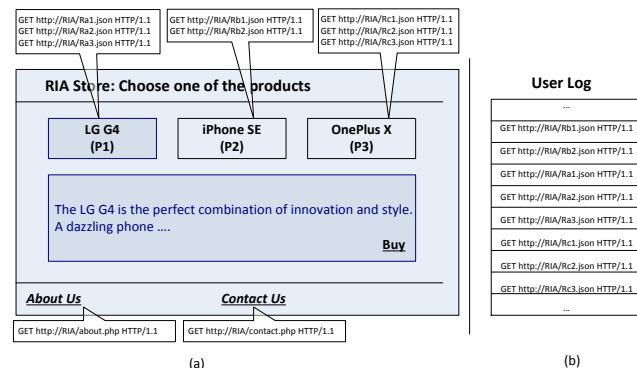 GET http://RIA/Ra1.json HTTP/1.1
GET http://RIA/Ra2.json HTTP/1.1
GET http://RIA/Ra3.json HTTP/1.1
GET http://RIA/Rb1.json HTTP/1.1
GET http://RIA/Rb2.json HTTP/1.1
GET http://RIA/Rc1.json HTTP/1.1
GET http://RIA/Rc2.json HTTP/1.1
GET http://RIA/Rc3.json HTTP/1.1
RIA Store: Choose one of the products
LG G4
(P1)
iPhone SE
(P2)
OnePlus X
(P3)
The LG G4 is the perfect combination of innovation and style.
A dazzling phone ....
Buy
About Us
Contact Us
GET http://RIA/about.php HTTP/1.1
GET http://RIA/contact.php HTTP/1.1
(a)
User Log
...
GET http://RIA/Rb1.json HTTP/1.1
GET http://RIA/Rb2.json HTTP/1.1
GET http://RIA/Ra1.json HTTP/1.1
GET http://RIA/Ra2.json HTTP/1.1
GET http://RIA/Ra3.json HTTP/1.1
GET http://RIA/Rc1.json HTTP/1.1
GET http://RIA/Rc2.json HTTP/1.1
GET http://RIA/Rc3.json HTTP/1.1
...
(b)